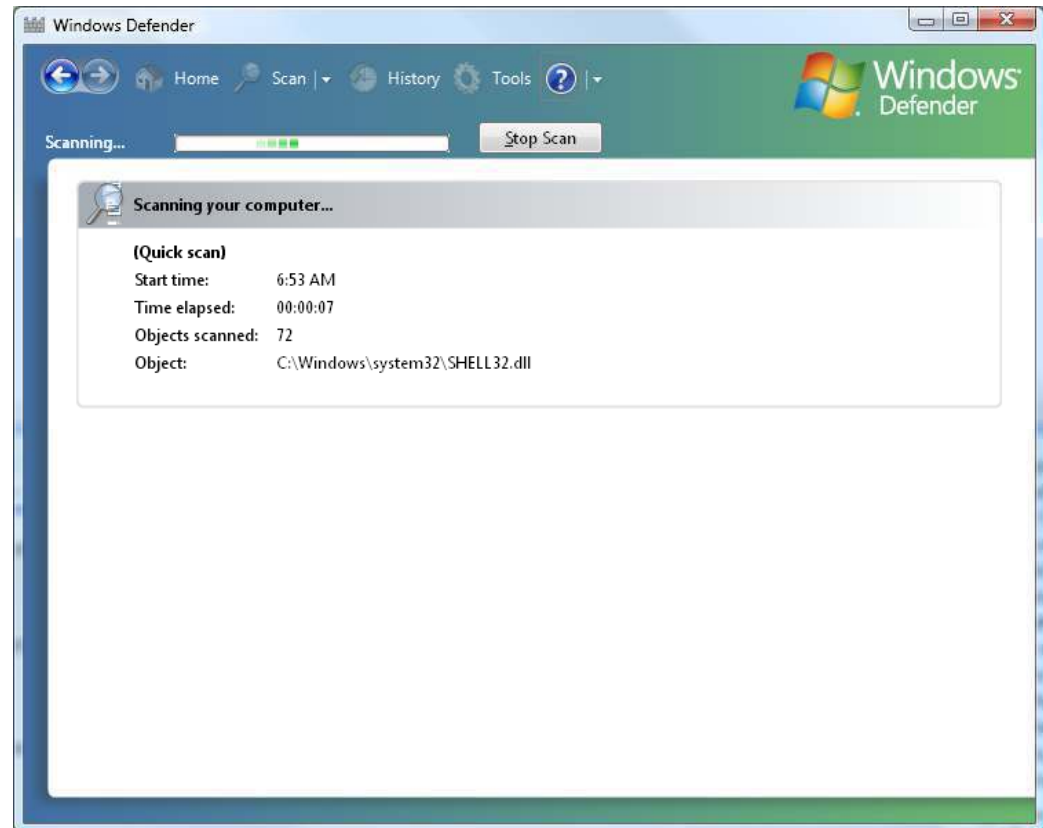 Windows Defender
Home Scan History Tools ?
Windows
Defender
Scanning... Stop Scan
Scanning your computer...
(Quick scan)
Start time: 6:53 AM
Time elapsed: 00:00:07
Objects scanned: 72
Object: C:\Windows\system32\SHELL32.dll